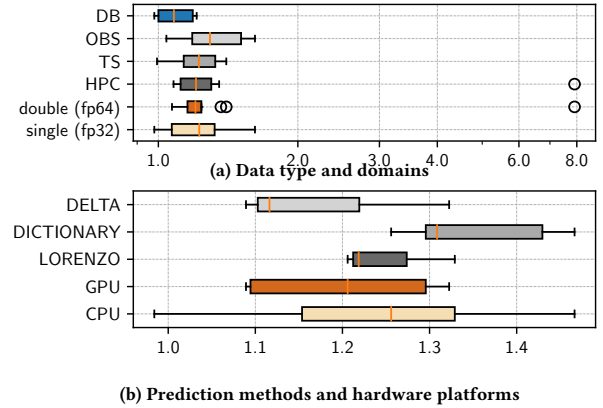 DB
OBS
TS
HPC
double (fp64)
single (fp32)
1.0 2.0 3.0 4.0 6.0 8.0
(a) Data type and domains
DELTA
DICTIONARY
LORENZO
GPU
CPU
1.0 1.1 1.2 1.3 1.4
(b) Prediction methods and hardware platforms